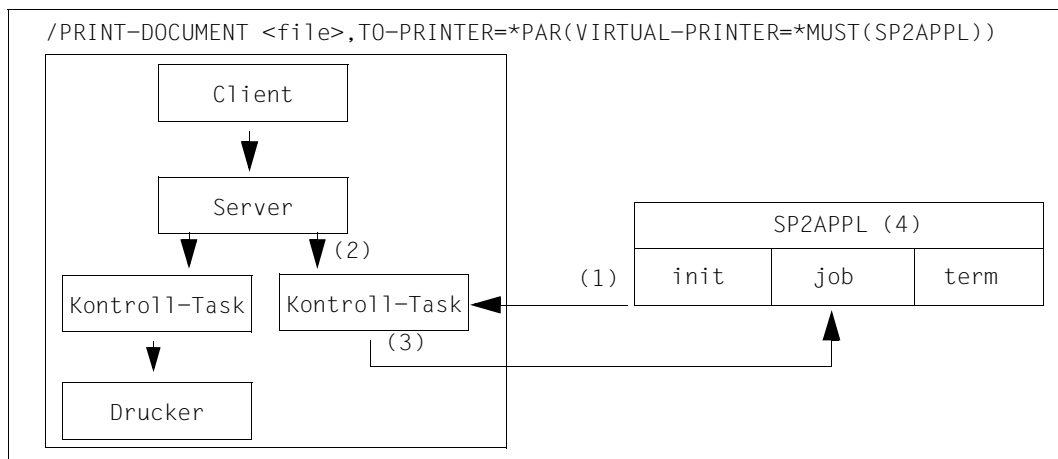 /PRINT-DOCUMENT <file>,TO-PRINTER=*PAR(VIRTUAL-PRINTER=*MUST(SP2APPL))
Client
Server
(2)
Kontroll-Task
Kontroll-Task
(3)
Drucker
(1)
SP2APPL (4)
init
job
term